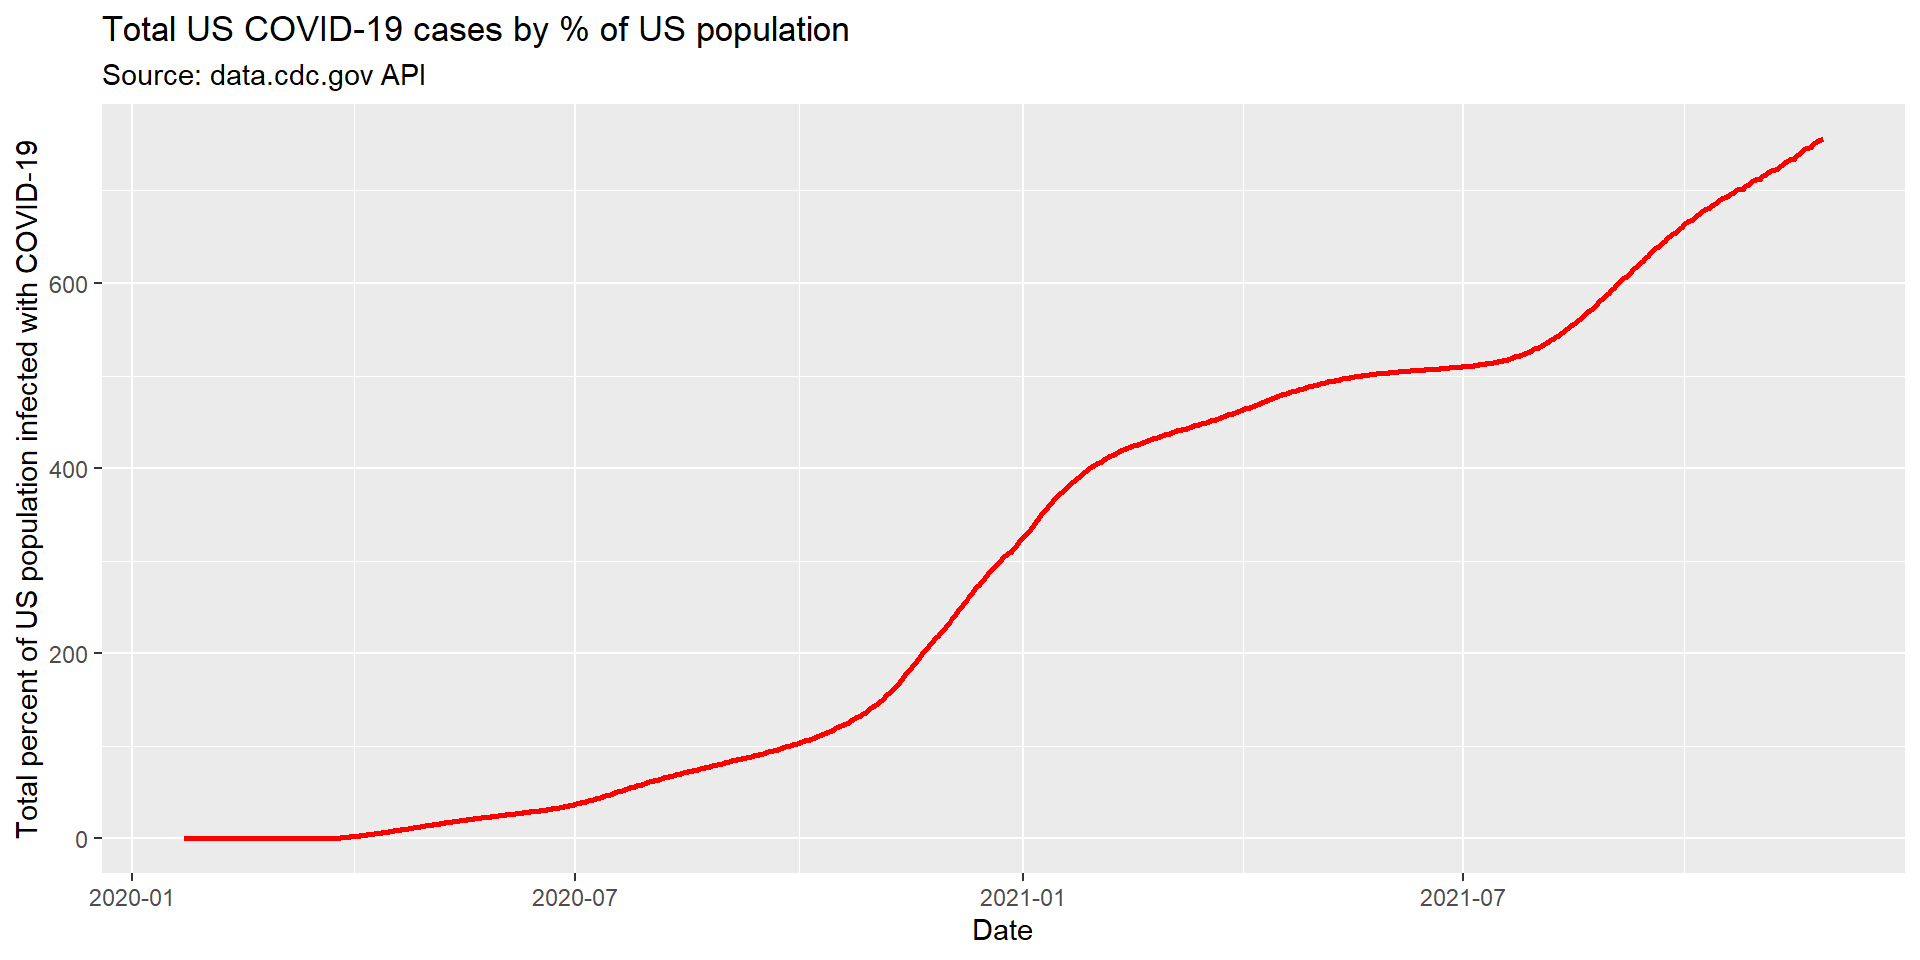 Total US COVID-19 cases by % of US population
Source: data.cdc.gov API
Total percent of US population infected with COVID-19
600
400
200
0
2020-01
2020-07
2021-01
2021-07
Date